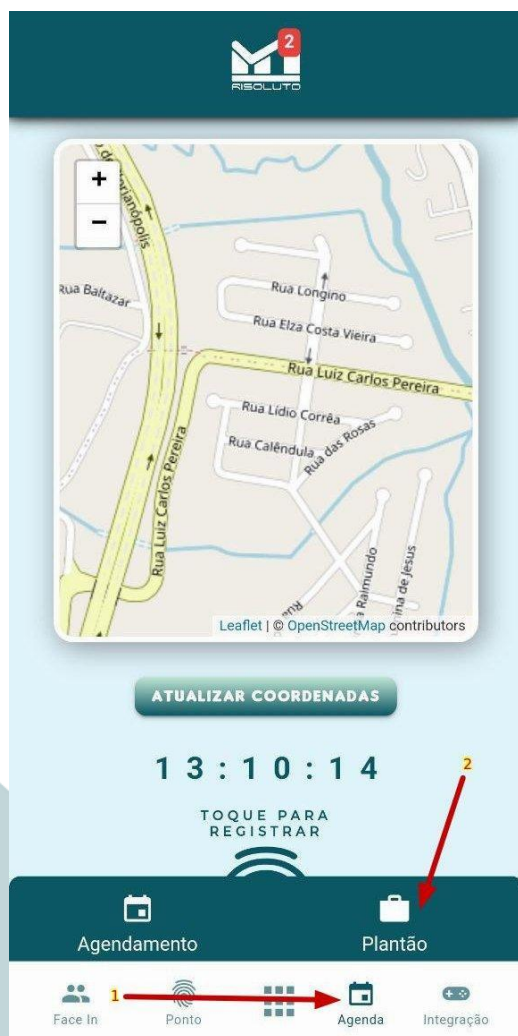 2
RISOLUTO
+
−
Rua Baltazar
Rua Longino
Rua Elza Costa Vieira
Rua Luiz Carlos Pereira
Rua Lídio Corrêa
Rua Calêndula
Rua das Rosas
Rua Luiz Carlos Pereira
Raimundo
de Jesus
Leaflet | © OpenStreetMap contributors
ATUALIZAR COORDENADAS
13:10:14
2
TOQUE PARA
REGISTRAR
Agendamento
Plantão
1
Face In
Ponto
Agenda
Integração